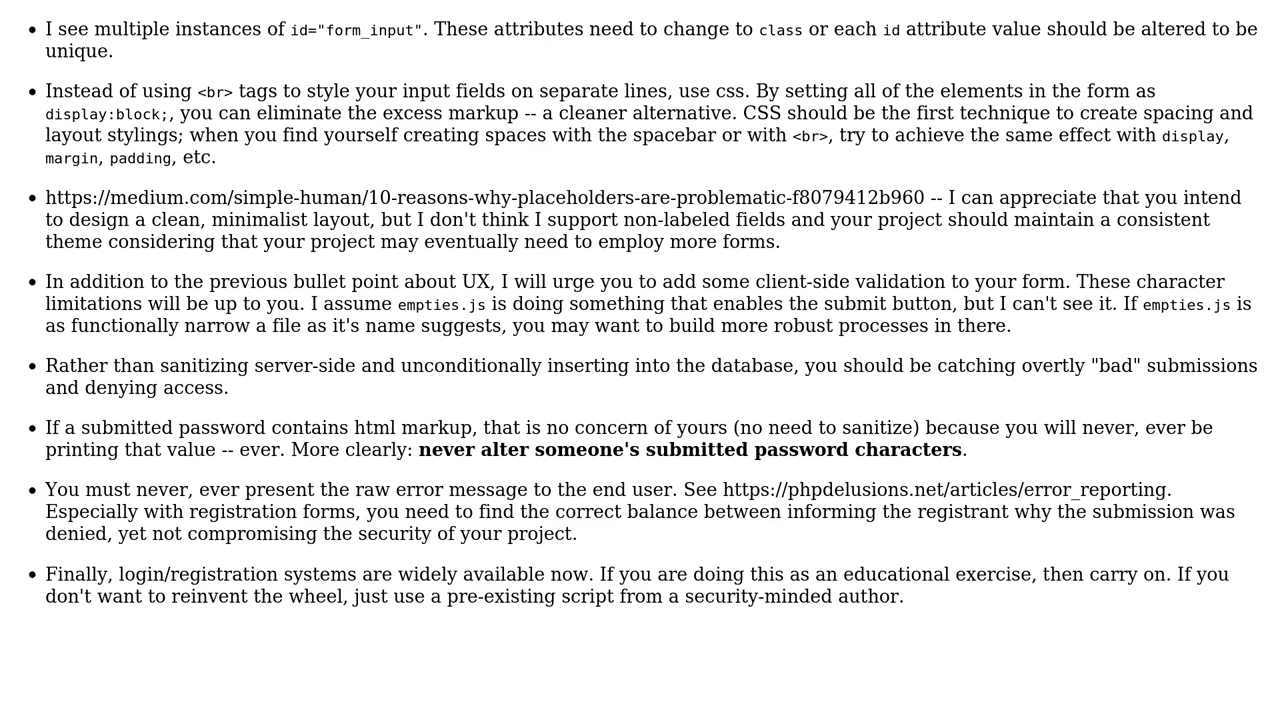 • I see multiple instances of id="form_input". These attributes need to change to class or each id attribute value should be altered to be
unique.
• Instead of using <br> tags to style your input fields on separate lines, use css. By setting all of the elements in the form as
display:block;, you can eliminate the excess markup -- a cleaner alternative. CSS should be the first technique to create spacing and
layout stylings; when you find yourself creating spaces with the spacebar or with <br>, try to achieve the same effect with display,
margin, padding, etc.
• https://medium.com/simple-human/10-reasons-why-placeholders-are-problematic-f8079412b960 -- I can appreciate that you intend
to design a clean, minimalist layout, but I don't think I support non-labeled fields and your project should maintain a consistent
theme considering that your project may eventually need to employ more forms.
• In addition to the previous bullet point about UX, I will urge you to add some client-side validation to your form. These character
limitations will be up to you. I assume empties.js is doing something that enables the submit button, but I can't see it. If empties.js is
as functionally narrow a file as it's name suggests, you may want to build more robust processes in there.
• Rather than sanitizing server-side and unconditionally inserting into the database, you should be catching overtly "bad" submissions
and denying access.
• If a submitted password contains html markup, that is no concern of yours (no need to sanitize) because you will never, ever be
printing that value -- ever. More clearly: never alter someone's submitted password characters.
• You must never, ever present the raw error message to the end user. See https://phpdelusions.net/articles/error_reporting.
Especially with registration forms, you need to find the correct balance between informing the registrant why the submission was
denied, yet not compromising the security of your project.
• Finally, login/registration systems are widely available now. If you are doing this as an educational exercise, then carry on. If you
don't want to reinvent the wheel, just use a pre-existing script from a security-minded author.